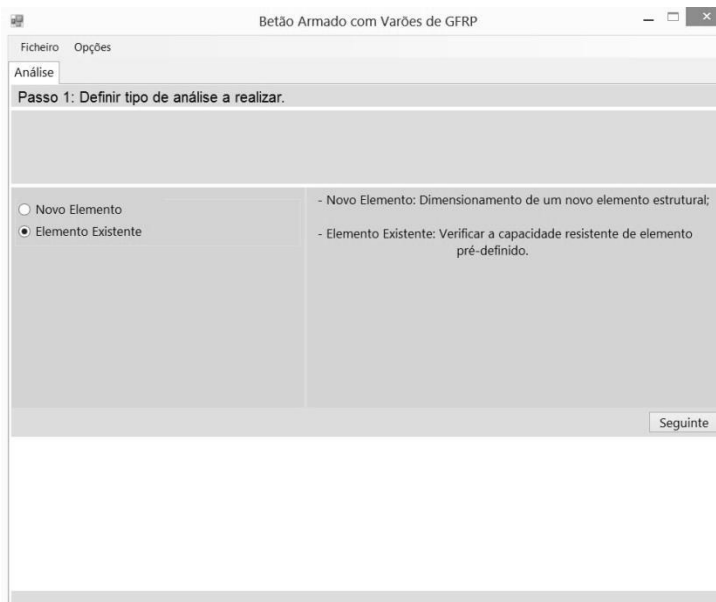 Betão Armado com Varões de GFRP
Ficheiro Opções
Análise
Passo 1: Definir tipo de análise a realizar.
Novo Elemento
Elemento Existente
- Novo Elemento: Dimensionamento de um novo elemento estrutural;
- Elemento Existente: Verificar a capacidade resistente de elemento
pré-definido.
Seguinte